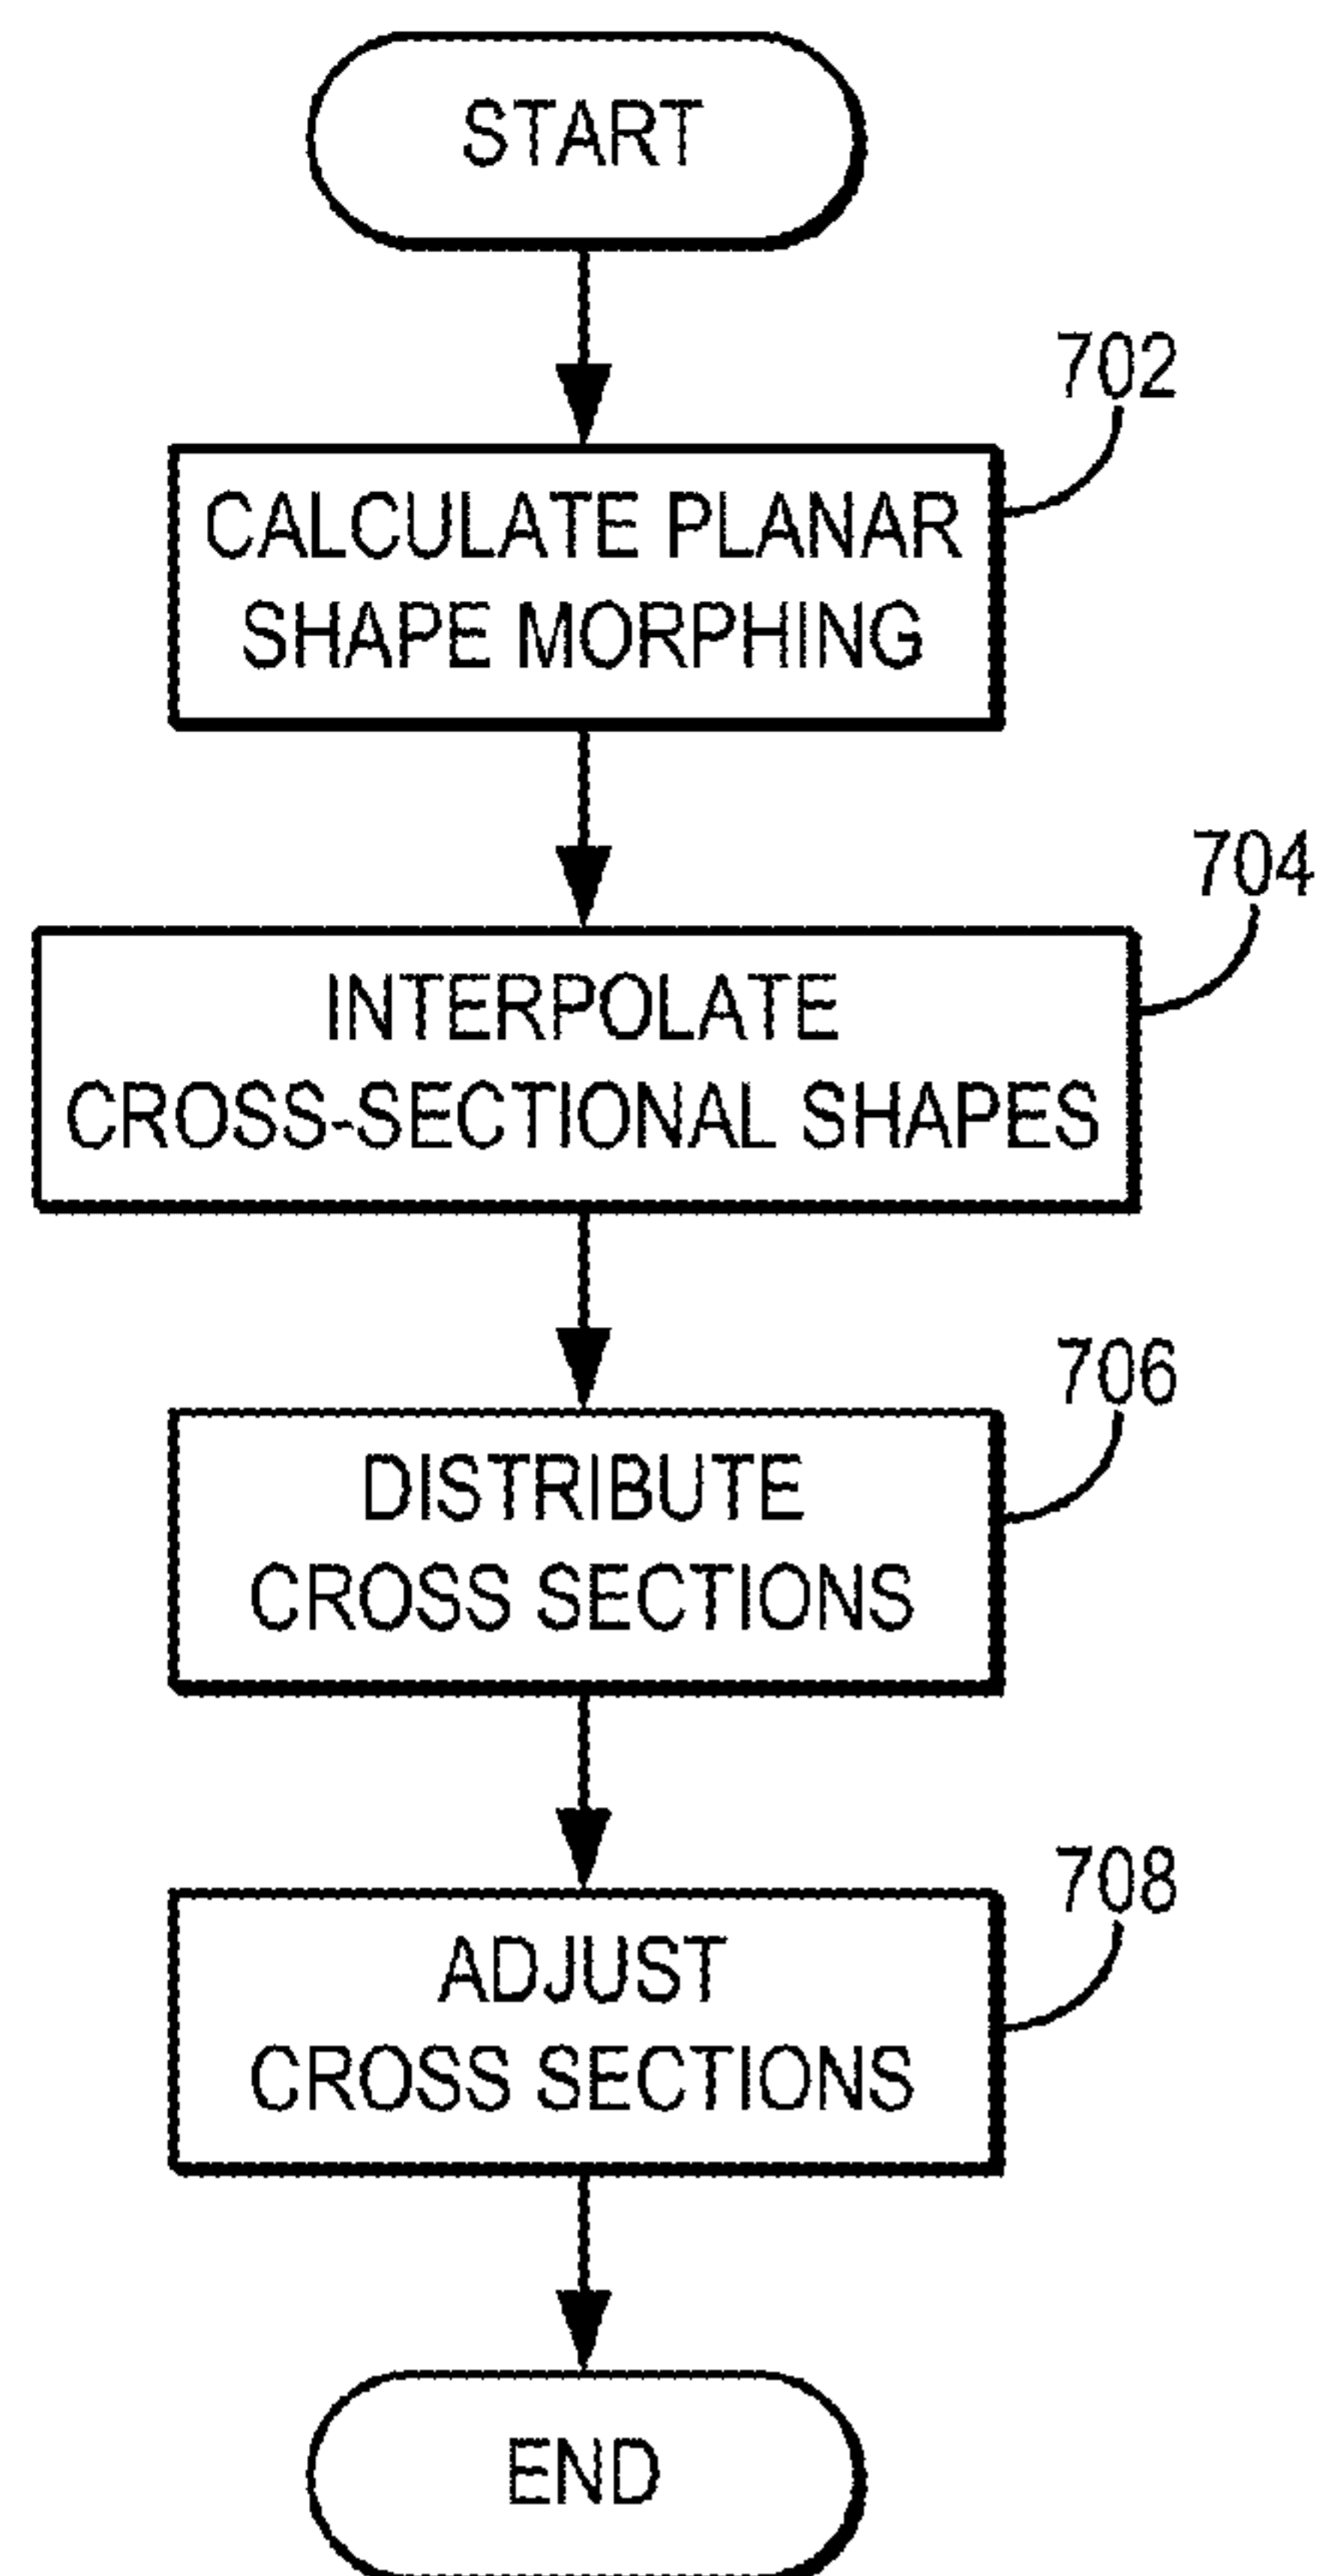 START
702
CALCULATE PLANAR
SHAPE MORPHING
704
INTERPOLATE
CROSS-SECTIONAL SHAPES
706
DISTRIBUTE
CROSS SECTIONS
708
ADJUST
CROSS SECTIONS
END